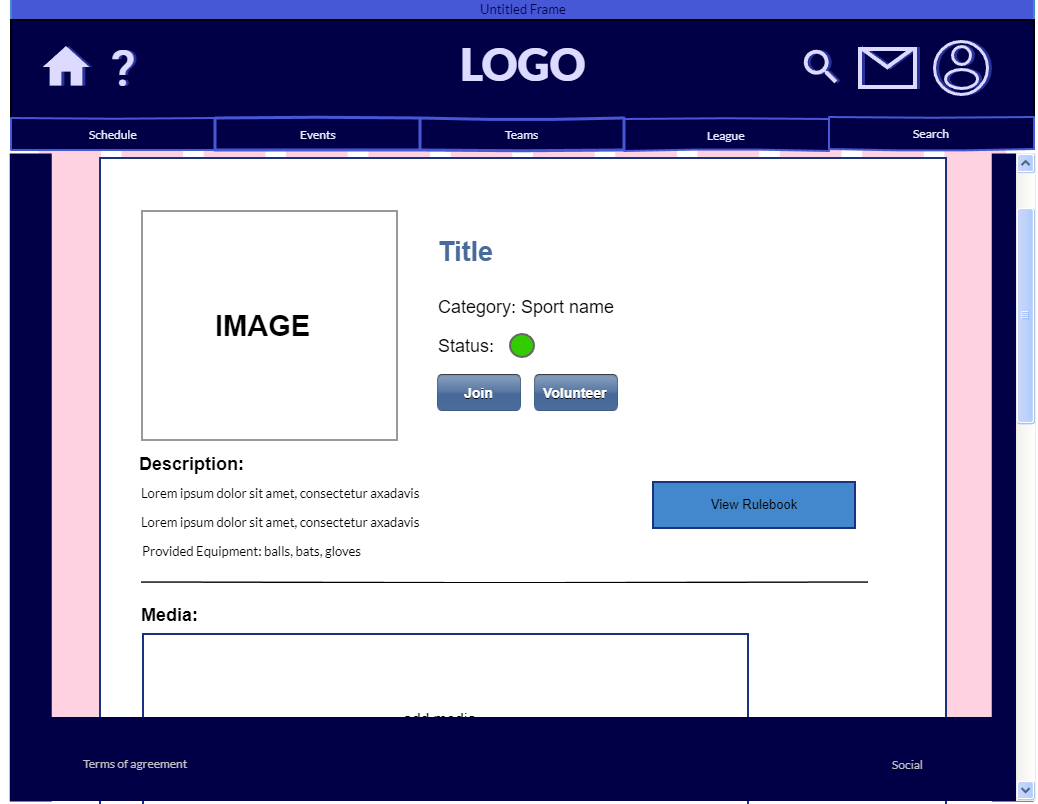 Untitled Frame
?
LOGO
Schedule Events Teams League Search
IMAGE
Title
Category: Sport name
Status:
Join Volunteer
Description:
Lorem ipsum dolor sit amet, consectetur axadavis
View Rulebook
Lorem ipsum dolor sit amet, consectetur axadavis
Provided Equipment: balls, bats, gloves
Media:
add media
Terms of agreement Social